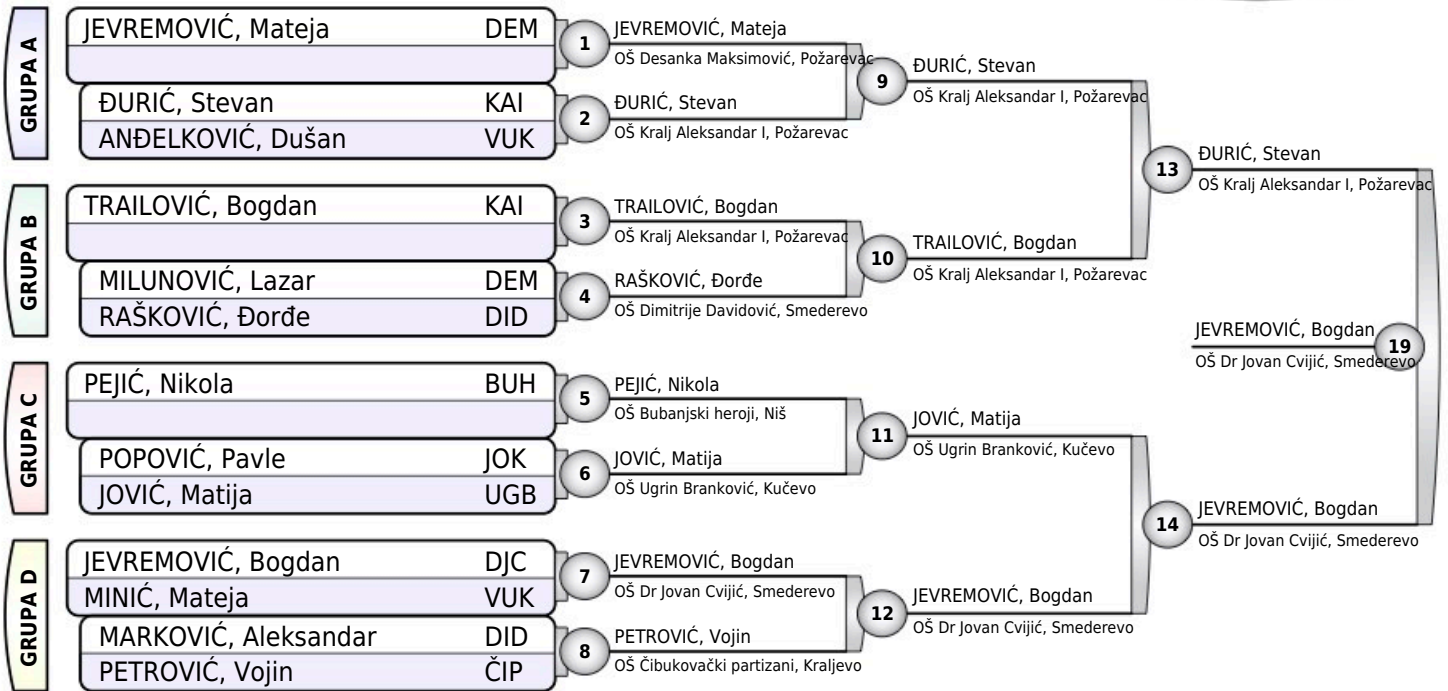 GRUPA A
JEVREMOVIĆ, Mateja DEM
ĐURIĆ, Stevan KAI
ANĐELKOVIĆ, Dušan VUK
GRUPA B
TRAILOVIĆ, Bogdan KAI
MILUNOVIĆ, Lazar DEM
RAŠKOVIĆ, Đorđe DID
GRUPA C
PEJIĆ, Nikola BUH
POPOVIĆ, Pavle JOK
JOVIĆ, Matija UGB
GRUPA D
JEVREMOVIĆ, Bogdan DJC
MINIĆ, Mateja VUK
MARKOVIĆ, Aleksandar DID
PETROVIĆ, Vojin ČIP
1
JEVREMOVIĆ, Mateja
OŠ Desanka Maksimović, Požarevac
2
ĐURIĆ, Stevan
OŠ Kralj Aleksandar I, Požarevac
3
TRAILOVIĆ, Bogdan
OŠ Kralj Aleksandar I, Požarevac
4
RAŠKOVIĆ, Đorđe
OŠ Dimitrije Davidović, Smederevo
5
PEJIĆ, Nikola
OŠ Bubanjski heroji, Niš
6
JOVIĆ, Matija
OŠ Ugrin Branković, Kučevo
7
JEVREMOVIĆ, Bogdan
OŠ Dr Jovan Cvijić, Smederevo
8
PETROVIĆ, Vojin
OŠ Čibukovački partizani, Kraljevo
9
ĐURIĆ, Stevan
OŠ Kralj Aleksandar I, Požarevac
10
TRAILOVIĆ, Bogdan
OŠ Kralj Aleksandar I, Požarevac
11
JOVIĆ, Matija
OŠ Ugrin Branković, Kučevo
12
JEVREMOVIĆ, Bogdan
OŠ Dr Jovan Cvijić, Smederevo
13
ĐURIĆ, Stevan
OŠ Kralj Aleksandar I, Požarevac
14
JEVREMOVIĆ, Bogdan
OŠ Dr Jovan Cvijić, Smederevo
JEVREMOVIĆ, Bogdan
OŠ Dr Jovan Cvijić, Smederevo
19